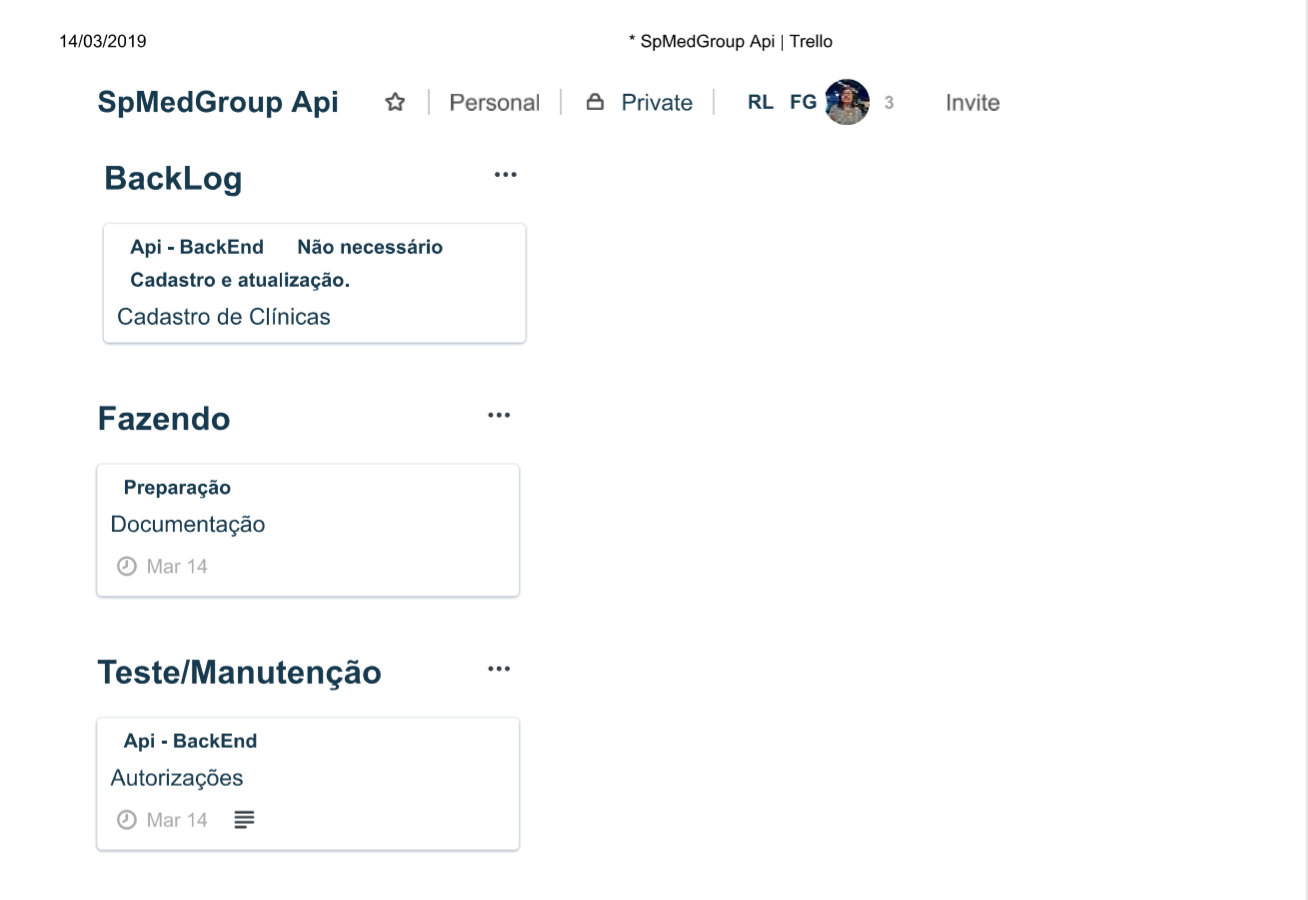 14/03/2019 * SpMedGroup Api | Trello
SpMedGroup Api Personal Private RL FG 3 Invite
BackLog ...
Api - BackEnd Não necessário
Cadastro e atualização.
Cadastro de Clínicas
Fazendo ...
Preparação
Documentação
Mar 14
Teste/Manutenção ...
Api - BackEnd
Autorizações
Mar 14